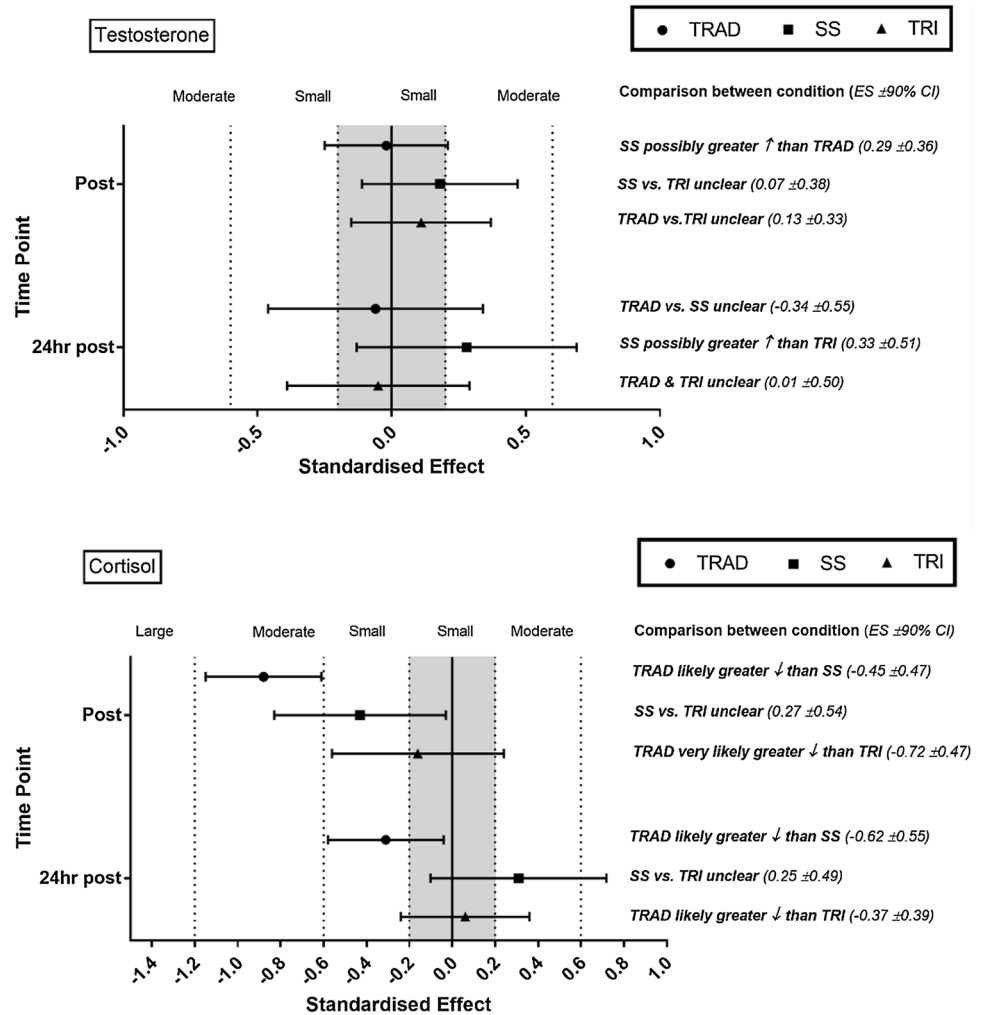 Testosterone
TRAD SS TRI
Moderate Small Small Moderate
Comparison between condition (ES ±90% CI)
SS possibly greater ↑ than TRAD (0.29 ±0.36)
Post
SS vs. TRI unclear (0.07 ±0.38)
TRAD vs.TRI unclear (0.13 ±0.33)
Time Point
TRAD vs. SS unclear (-0.34 ±0.55)
24hr post
SS possibly greater ↑ than TRI (0.33 ±0.51)
TRAD & TRI unclear (0.01 ±0.50)
-1.0 -0.5 0.0 0.5 1.0
Standardised Effect
Cortisol
TRAD SS TRI
Large Moderate Small Small Moderate
Comparison between condition (ES ±90% CI)
TRAD likely greater ↓ than SS (-0.45 ±0.47)
Post
SS vs. TRI unclear (0.27 ±0.54)
TRAD very likely greater ↓ than TRI (-0.72 ±0.47)
Time Point
TRAD likely greater ↓ than SS (-0.62 ±0.55)
24hr post
SS vs. TRI unclear (0.25 ±0.49)
TRAD likely greater ↓ than TRI (-0.37 ±0.39)
-1.4 -1.2 -1.0 -0.8 -0.6 -0.4 -0.2 0.0 0.2 0.4 0.6 0.8 1.0
Standardised Effect